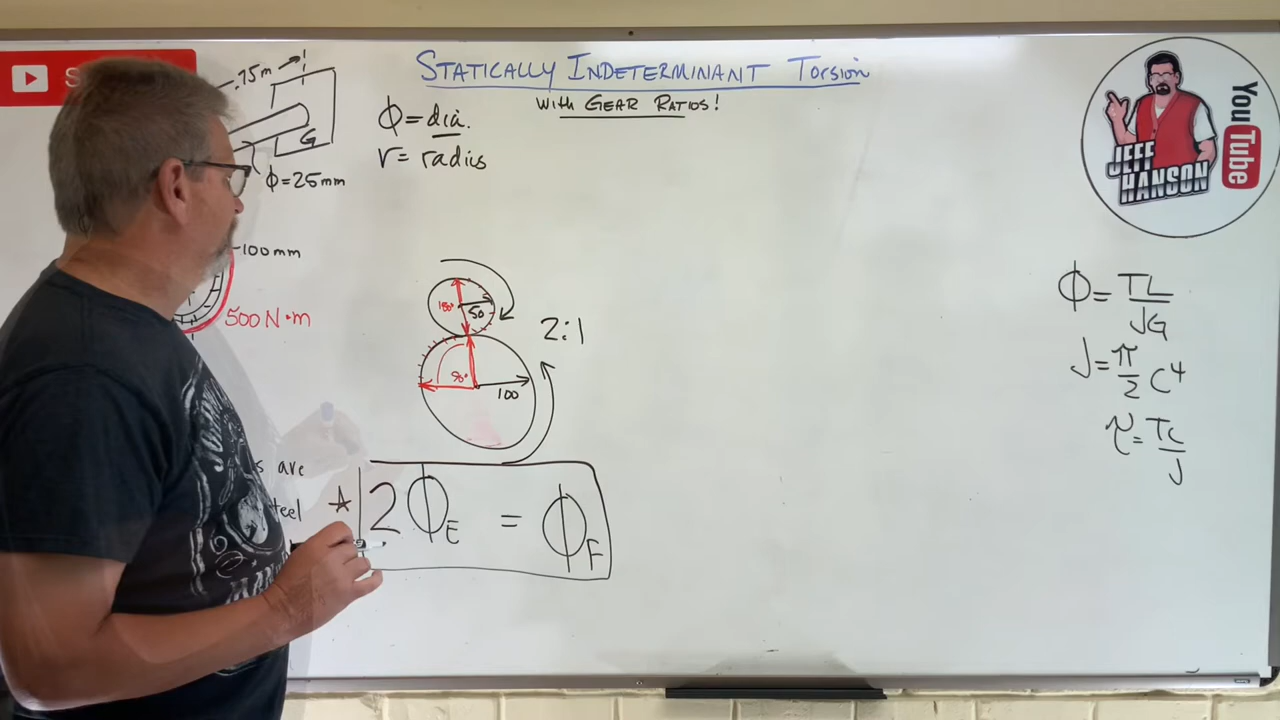 STATICALLY INDETERMINANT TORSION
WITH GEAR RATIOS!
.75m
G
Φ=25mm
Φ= dia.
r= radius
100mm
500 N·m
180°
50
2:1
90°
100
s are
teel
2ΦE = ΦF
Φ= TL
JG
J= π
2 C⁴
τ= Tc
J
JEFF
HANSON
YouTube